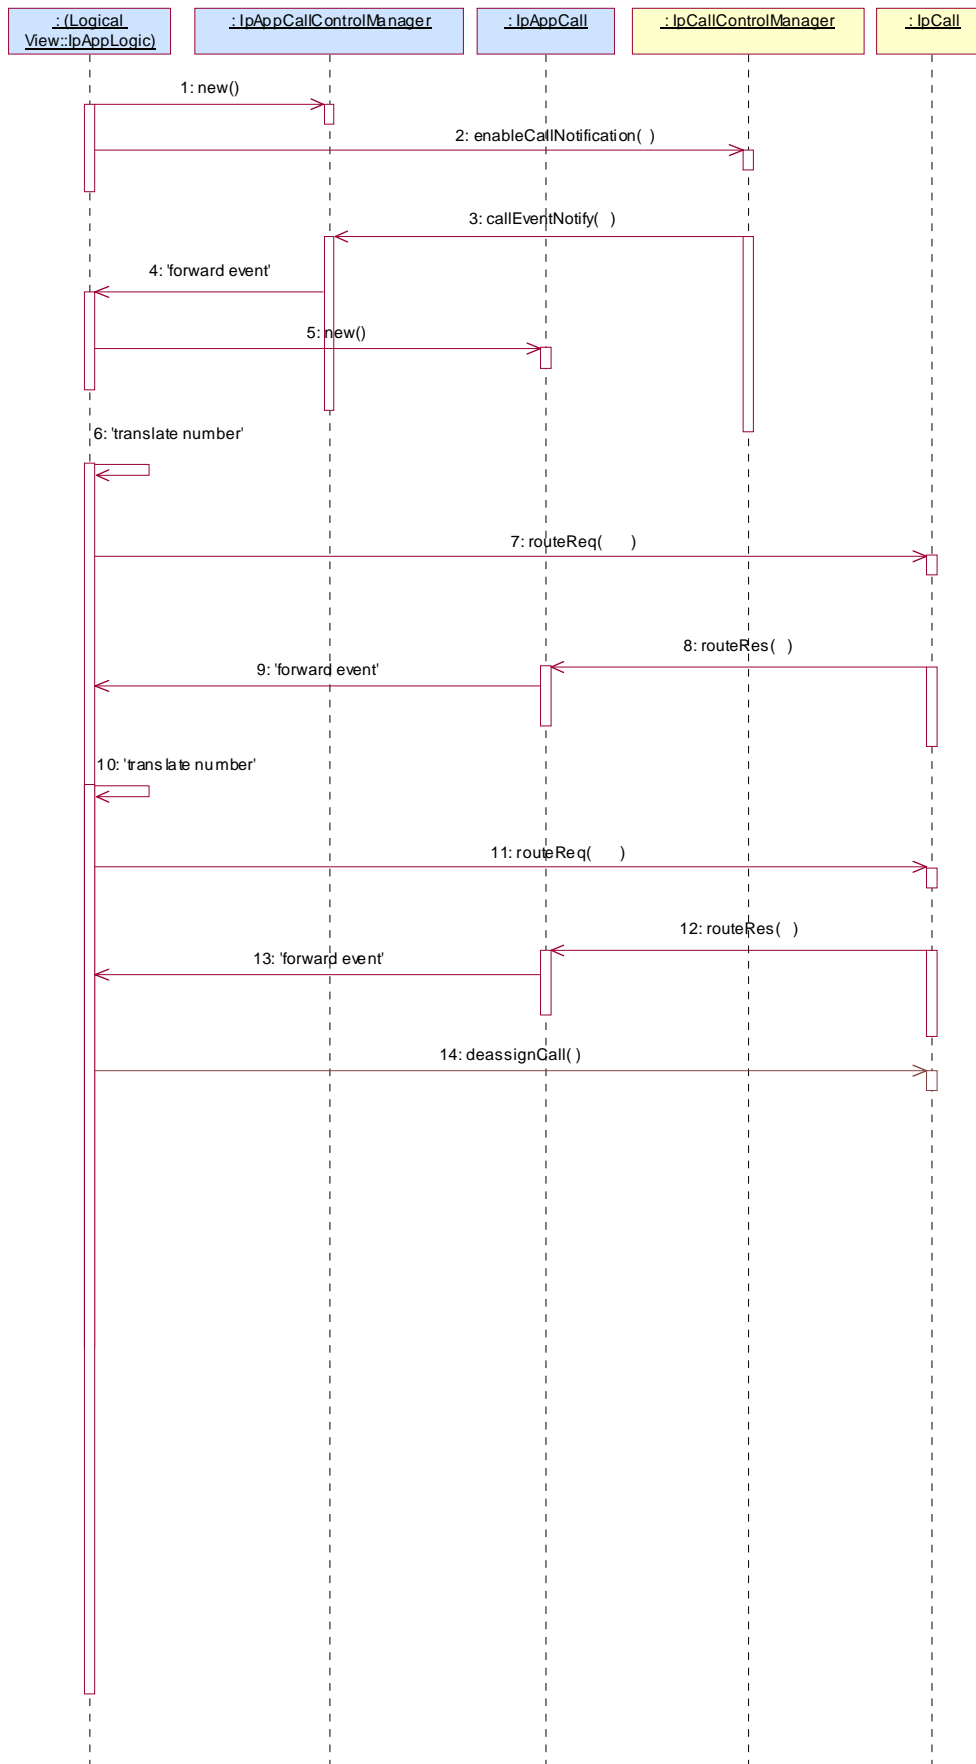 : (Logical
View::IpAppLogic)
: IpAppCallControlManager
: IpAppCall
: IpCallControlManager
: IpCall
1: new()
2: enableCallNotification( )
3: callEventNotify( )
4: 'forward event'
5: new()
6: 'translate number'
7: routeReq( )
8: routeRes( )
9: 'forward event'
10: 'translate number'
11: routeReq( )
12: routeRes( )
13: 'forward event'
14: deassignCall( )